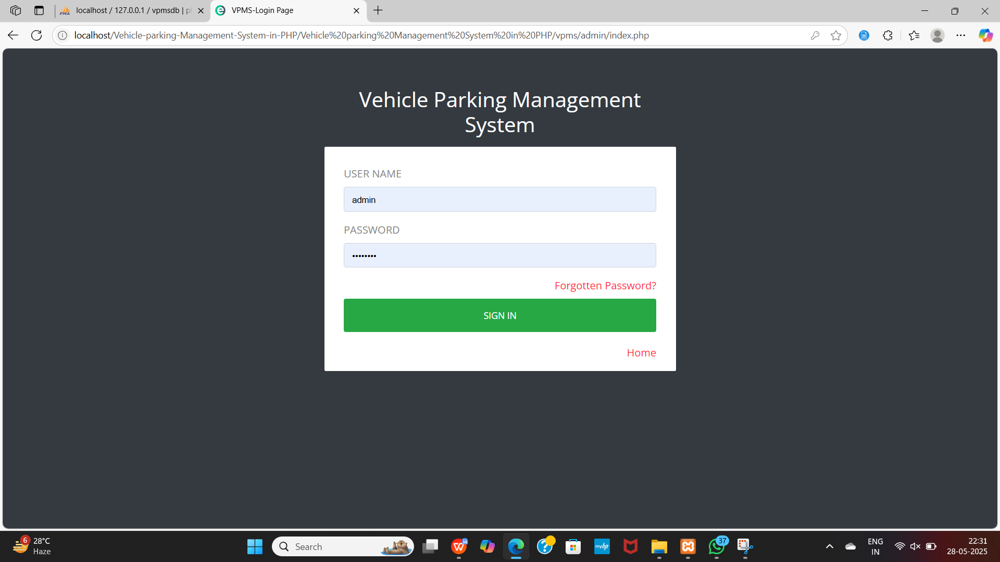 localhost / 127.0.0.1 / vpmsdb | p
VPMS-Login Page
localhost/Vehicle-parking-Management-System-in-PHP/Vehicle%20parking%20Management%20System%20in%20PHP/vpms/admin/index.php
Vehicle Parking Management
System
USER NAME
admin
PASSWORD
••••••••
Forgotten Password?
SIGN IN
Home
6
28°C
Haze
Search
myhp
37
ENG
IN
22:31
28-05-2025